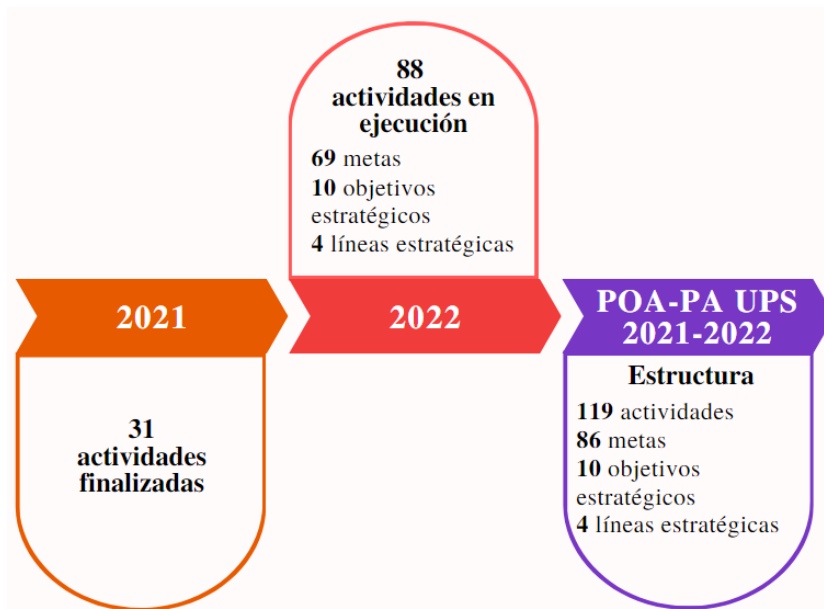 88
actividades en
ejecución
69 metas
10 objetivos
estratégicos
4 líneas estratégicas
2021
2022
POA-PA UPS
2021-2022
31
actividades
finalizadas
Estructura
119 actividades
86 metas
10 objetivos
estratégicos
4 líneas estratégicas